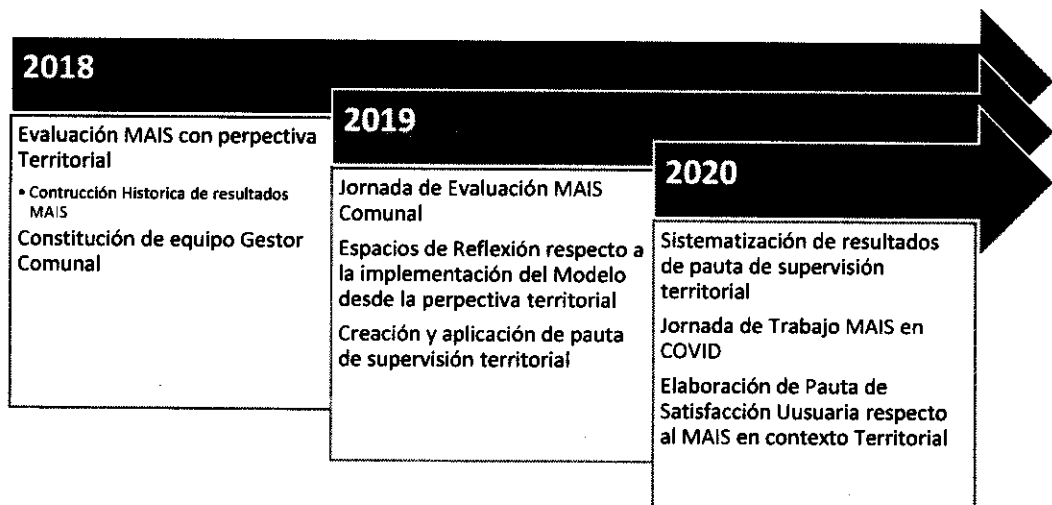 2018
Evaluación MAIS con perpectiva
Territorial
• Contrucción Historica de resultados
MAIS
Constitución de equipo Gestor
Comunal
2019
Jornada de Evaluación MAIS
Comunal
Espacios de Reflexión respecto a
la implementación del Modelo
desde la perpectiva territorial
Creación y aplicación de pauta
de supervisión territorial
2020
Sistematización de resultados
de pauta de supervisión
territorial
Jornada de Trabajo MAIS en
COVID
Elaboración de Pauta de
Satisfacción Uusuaria respecto
al MAIS en contexto Territorial